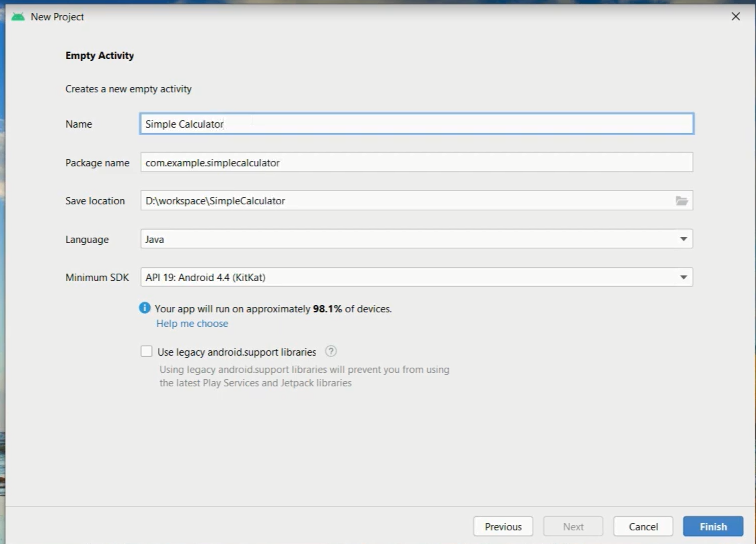 New Project
Empty Activity
Creates a new empty activity
Name Simple Calculator
Package name com.example.simplecalculator
Save location D:\workspace\SimpleCalculator
Language Java
Minimum SDK API 19: Android 4.4 (KitKat)
Your app will run on approximately 98.1% of devices.
Help me choose
Use legacy android.support libraries ?
Using legacy android.support libraries will prevent you from using
the latest Play Services and Jetpack libraries
Previous Next Cancel Finish